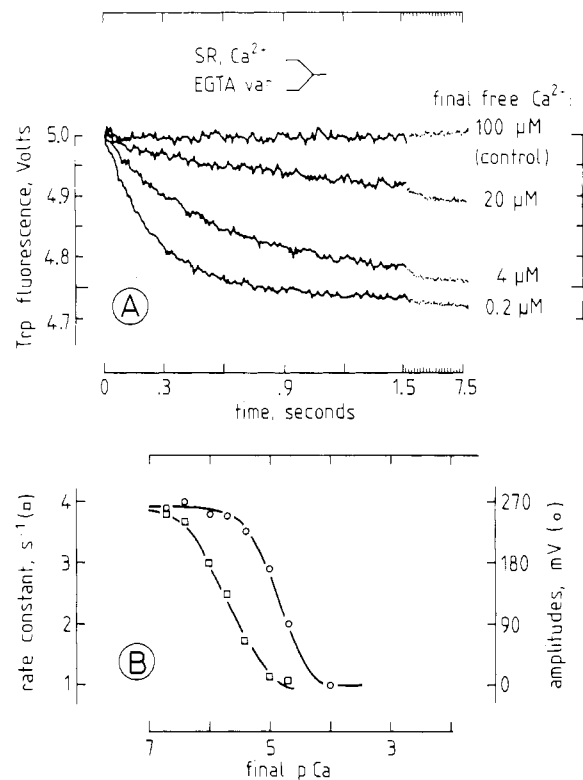 SR, Ca²⁻
EGTA var
final free Ca²⁺:
100 μM
(control)
20 μM
4 μM
0.2 μM
Trp fluorescence, Volts
5.0
4.9
4.8
4.7
A
0 .3 .9 1.5 7.5
time, seconds
rate constant, s⁻¹(□)
4
3
2
1
B
270
180
90
0
amplitudes, mV (○)
7 5 3
final pCa